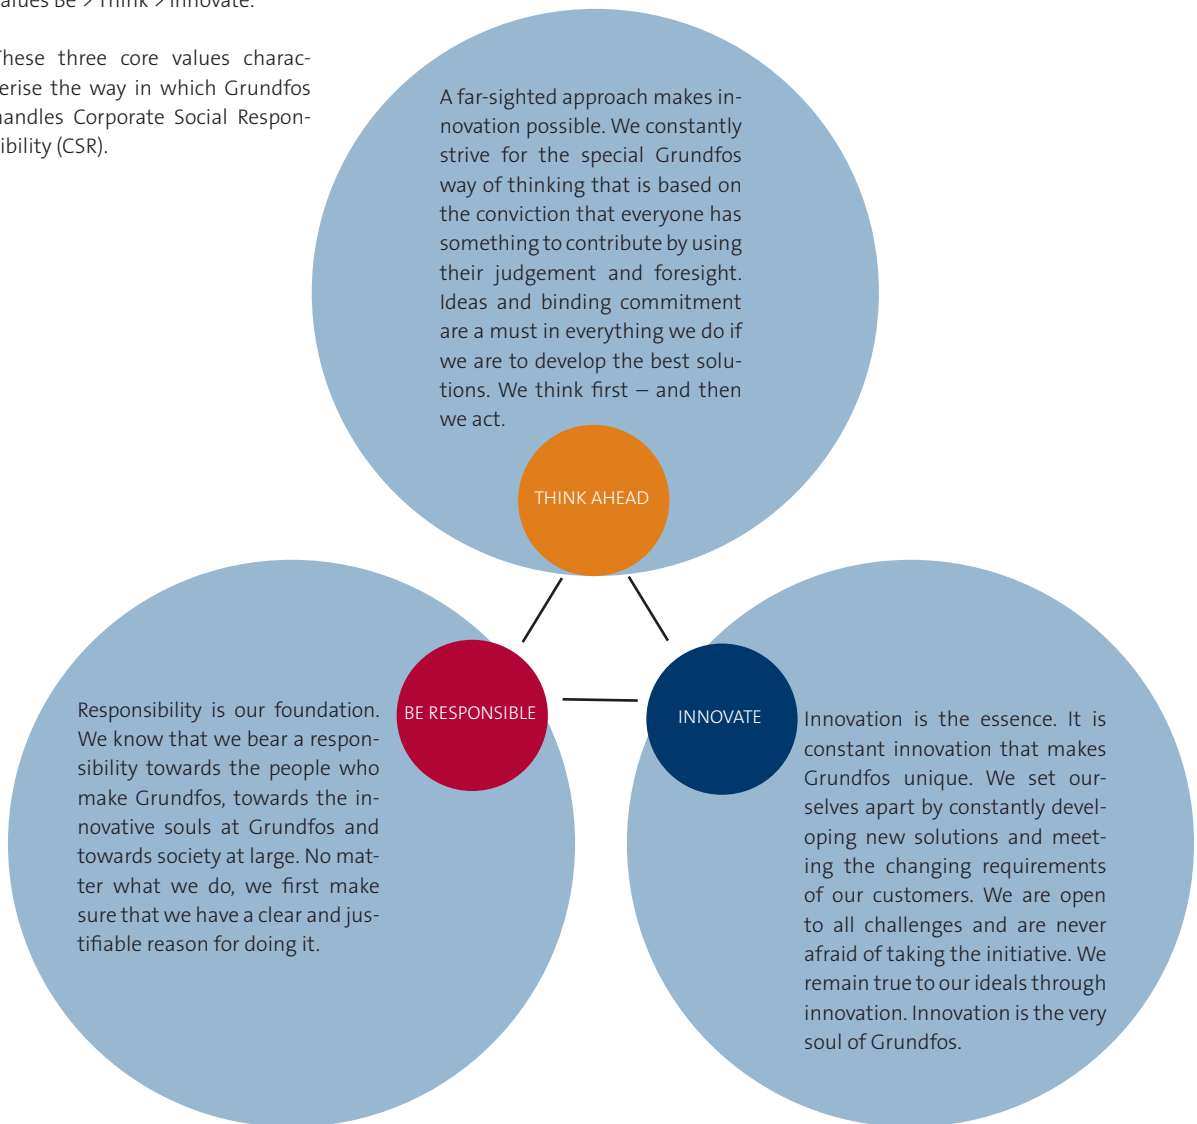 values Be > Think > Innovate.
These three core values charac-
terise the way in which Grundfos
handles Corporate Social Respon-
sibility (CSR).
A far-sighted approach makes in-
novation possible. We constantly
strive for the special Grundfos
way of thinking that is based on
the conviction that everyone has
something to contribute by using
their judgement and foresight.
Ideas and binding commitment
are a must in everything we do if
we are to develop the best solu-
tions. We think first – and then
we act.
THINK AHEAD
BE RESPONSIBLE
Responsibility is our foundation.
We know that we bear a respon-
sibility towards the people who
make Grundfos, towards the in-
novative souls at Grundfos and
towards society at large. No mat-
ter what we do, we first make
sure that we have a clear and jus-
tifiable reason for doing it.
INNOVATE
Innovation is the essence. It is
constant innovation that makes
Grundfos unique. We set our-
selves apart by constantly devel-
oping new solutions and meet-
ing the changing requirements
of our customers. We are open
to all challenges and are never
afraid of taking the initiative. We
remain true to our ideals through
innovation. Innovation is the very
soul of Grundfos.